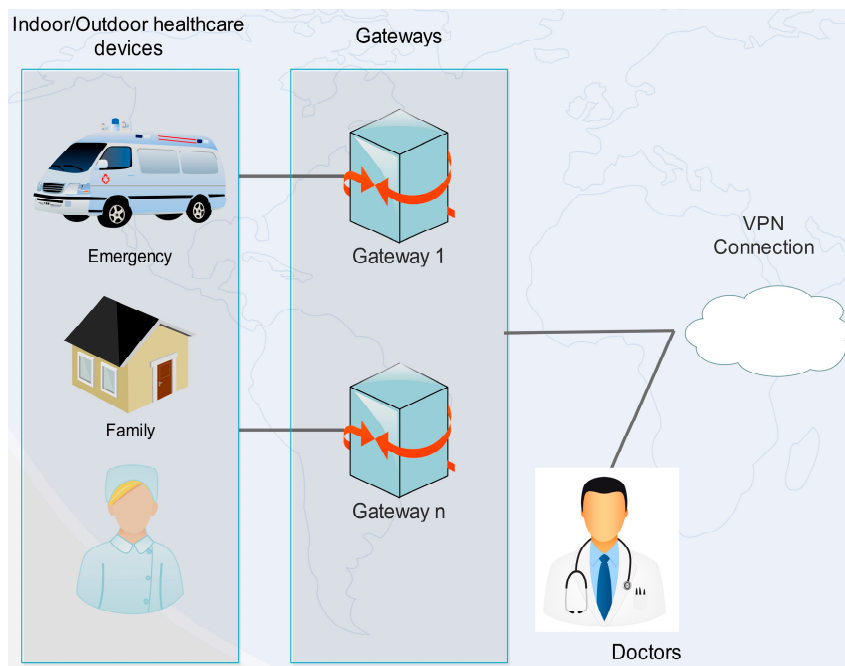 Indoor/Outdoor healthcare
devices
Gateways
Emergency
Gateway 1
VPN
Connection
Family
Gateway n
Doctors